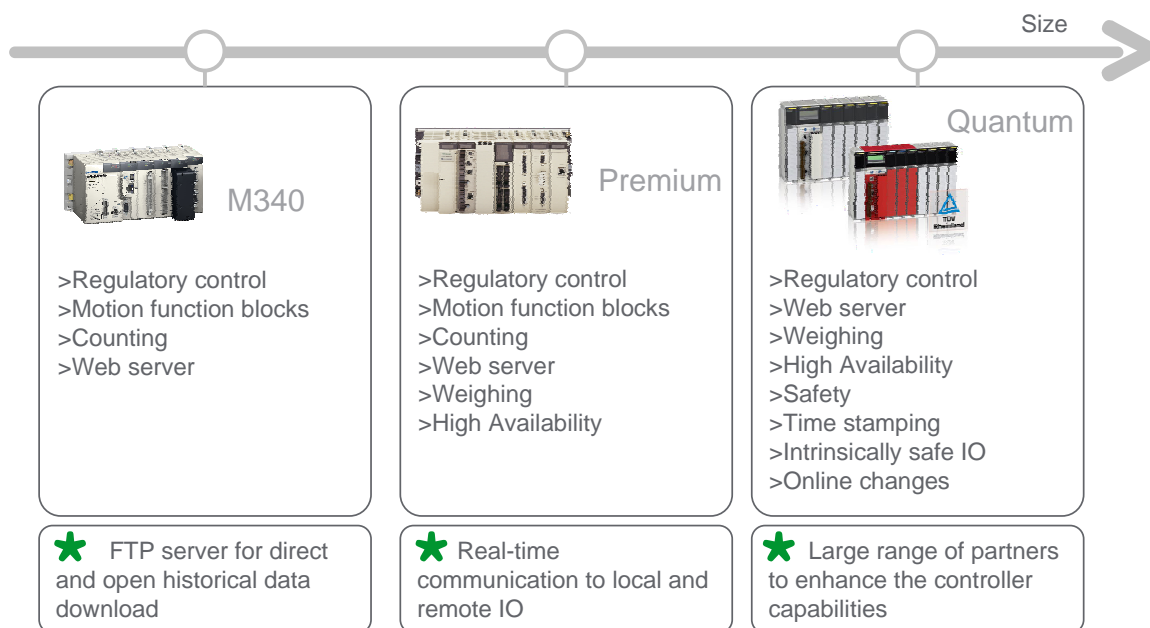 Size
M340
>Regulatory control
>Motion function blocks
>Counting
>Web server
FTP server for direct
and open historical data
download
Premium
>Regulatory control
>Motion function blocks
>Counting
>Web server
>Weighing
>High Availability
Real-time
communication to local and
remote IO
Quantum
TÜV
Rheinland
>Regulatory control
>Web server
>Weighing
>High Availability
>Safety
>Time stamping
>Intrinsically safe IO
>Online changes
Large range of partners
to enhance the controller
capabilities